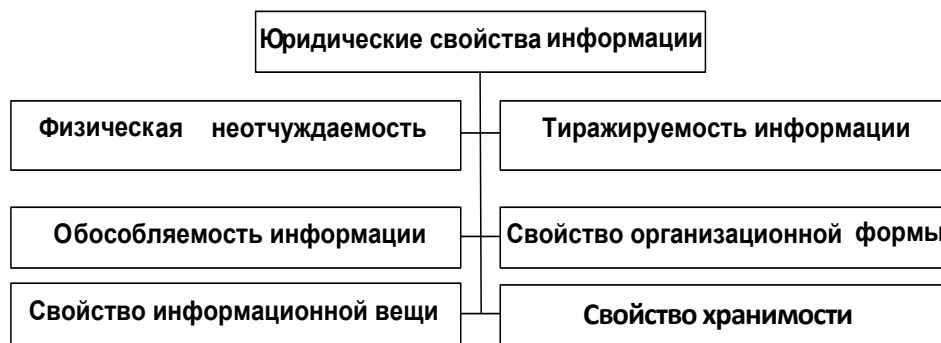 Юридические свойства информации
Физическая неотчуждаемость
Тиражируемость информации
Обособляемость информации
Свойство организационной формы
Свойство информационной вещи
Свойство хранимости